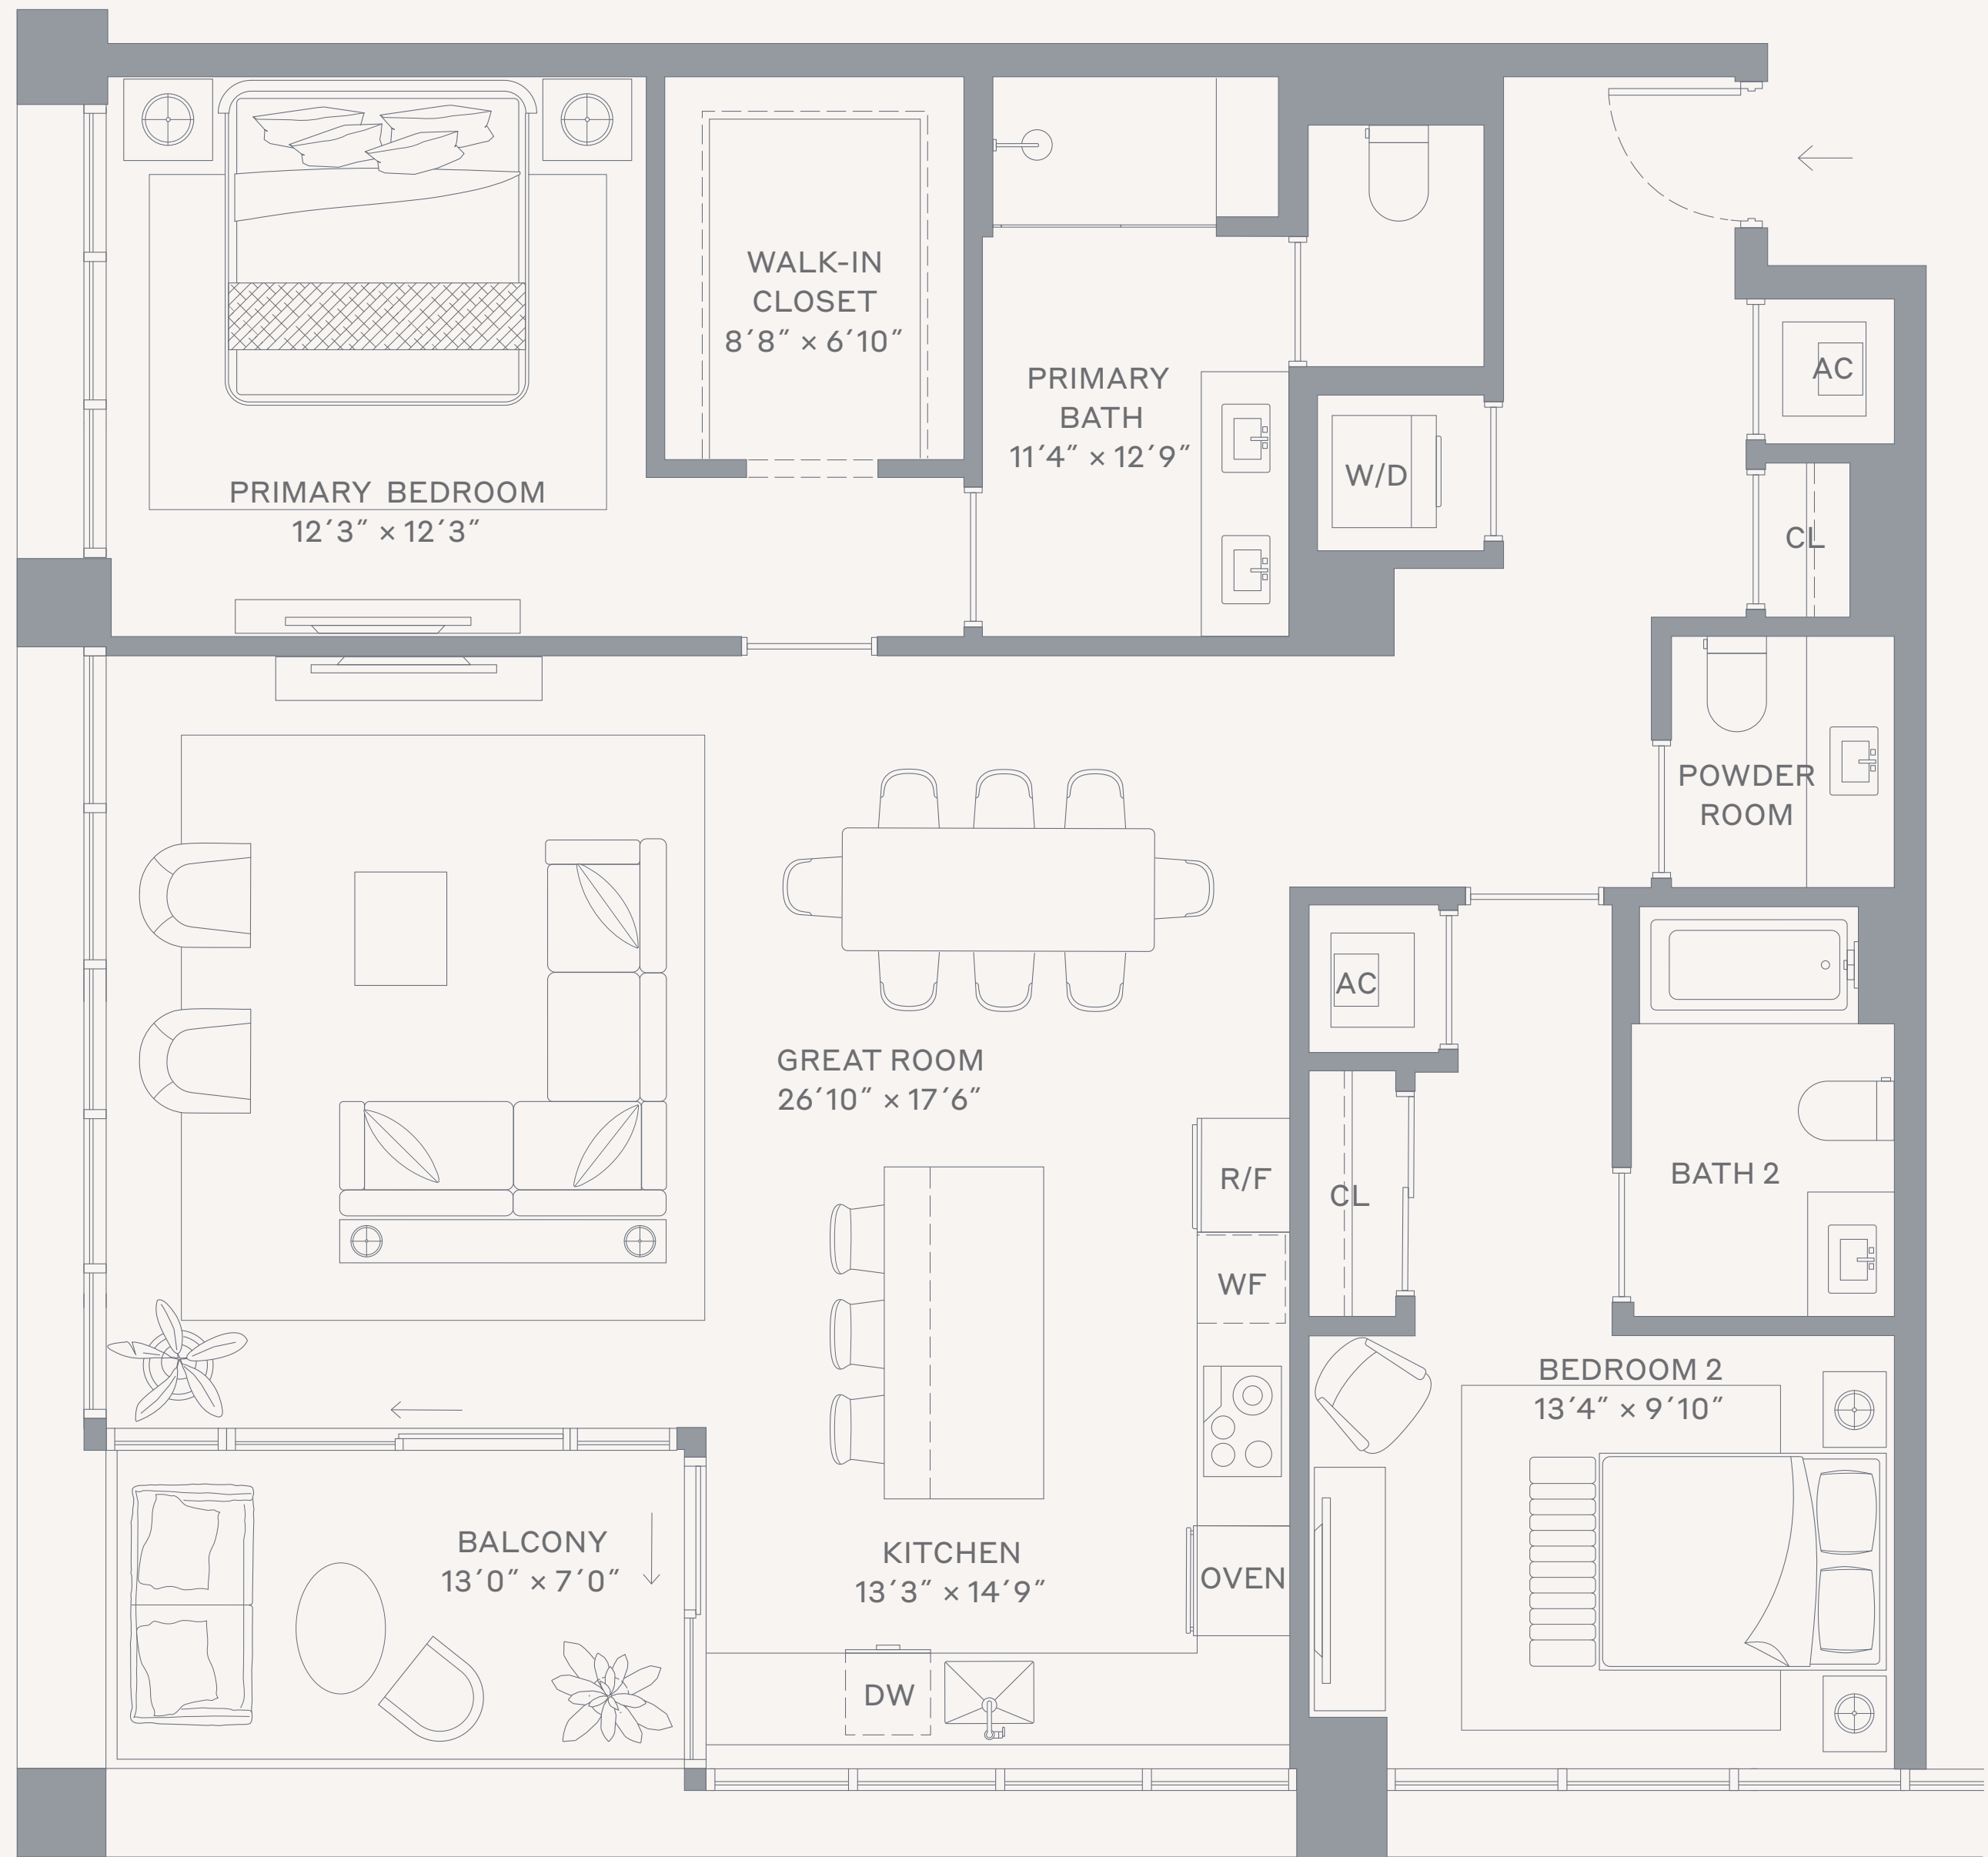 WALK-IN
CLOSET
8′8″ × 6′10″
PRIMARY
BATH
11′4″ × 12′9″
AC
W/D
PRIMARY BEDROOM
12′3″ × 12′3″
CL
POWDER
ROOM
AC
GREAT ROOM
26′10″ × 17′6″
R/F
CL
BATH 2
WF
BEDROOM 2
13′4″ × 9′10″
BALCONY
13′0″ × 7′0″
KITCHEN
13′3″ × 14′9″
OVEN
DW